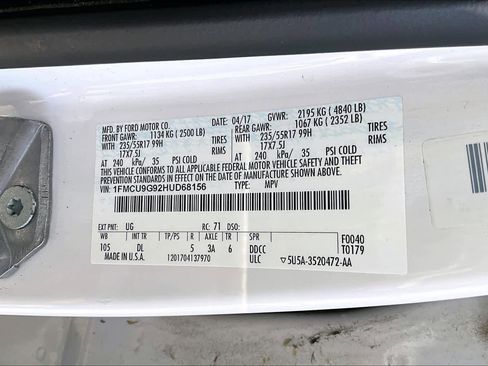 MFD. BY FORD MOTOR CO.
DATE: 04/17 GVWR: 2195 KG ( 4840 LB)
FRONT GAWR: 1134 KG ( 2500 LB) REAR GAWR: 1067 KG ( 2352 LB)
WITH 235/55R17 99H TIRES WITH 235/55R17 99H TIRES
17X7.5J RIMS 17X7.5J RIMS
AT 240 kPa/ 35 PSI COLD AT 240 kPa/ 35 PSI COLD
THIS VEHICLE CONFORMS TO ALL APPLICABLE FEDERAL MOTOR VEHICLE SAFETY AND THEFT
PREVENTION STANDARDS IN EFFECT ON THE DATE OF MANUFACTURE SHOWN ABOVE.
VIN: 1FMCU9G92HUD68156 TYPE: MPV
EXT PNT: UG RC: 71 DSO:
WB INT TR TP/PS R AXLE TR SPR F0040
105 DL 5 3A 6 DDCC T0179
MADE IN U.S.A. 1201704137970 ULC ▽5U5A-3520472-AA